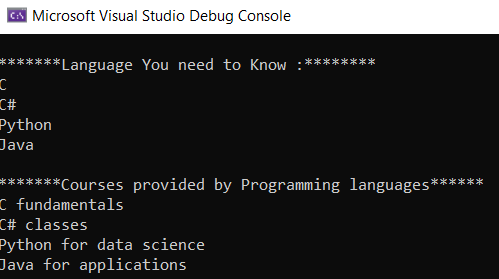 Microsoft Visual Studio Debug Console
*******Language You need to Know :********
C
C#
Python
Java
*******Courses provided by Programming languages******
C fundamentals
C# classes
Python for data science
Java for applications